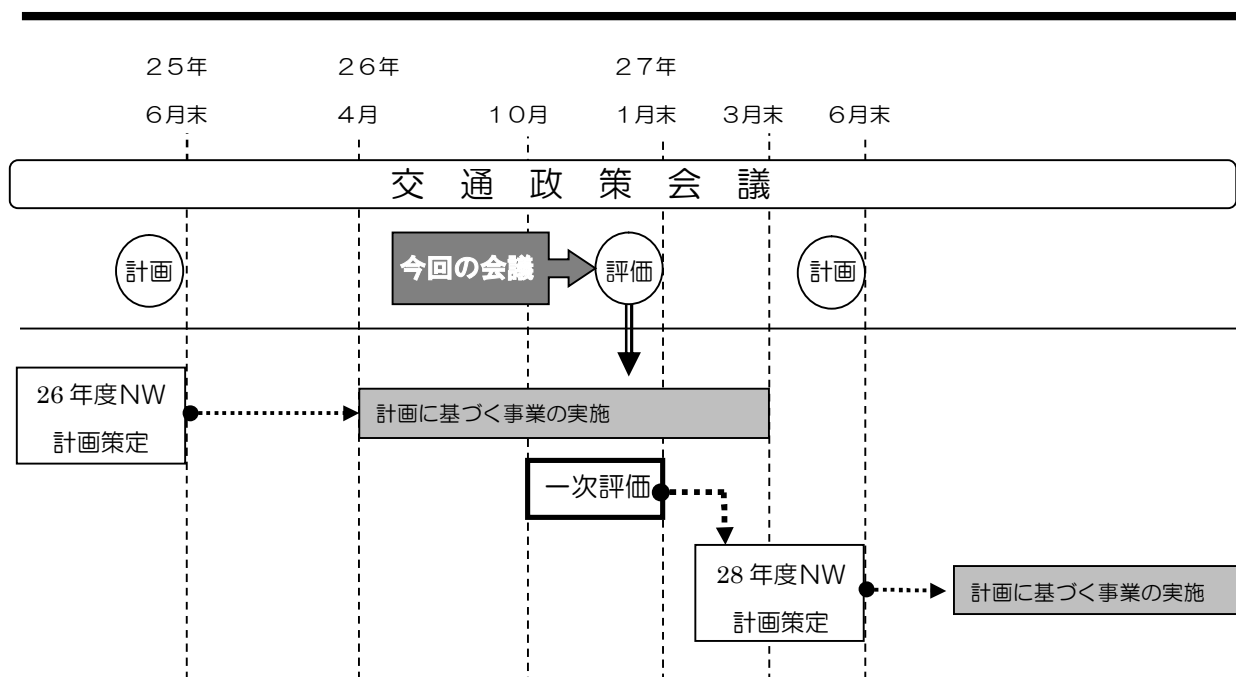 ２５年 ２６年 ２７年
６月末 ４月 １０月 １月末 ３月末 ６月末
交通政策会議
計画 今回の会議 評価 計画
26 年度ＮＷ
計画策定
計画に基づく事業の実施
一次評価
28 年度ＮＷ
計画策定
計画に基づく事業の実施